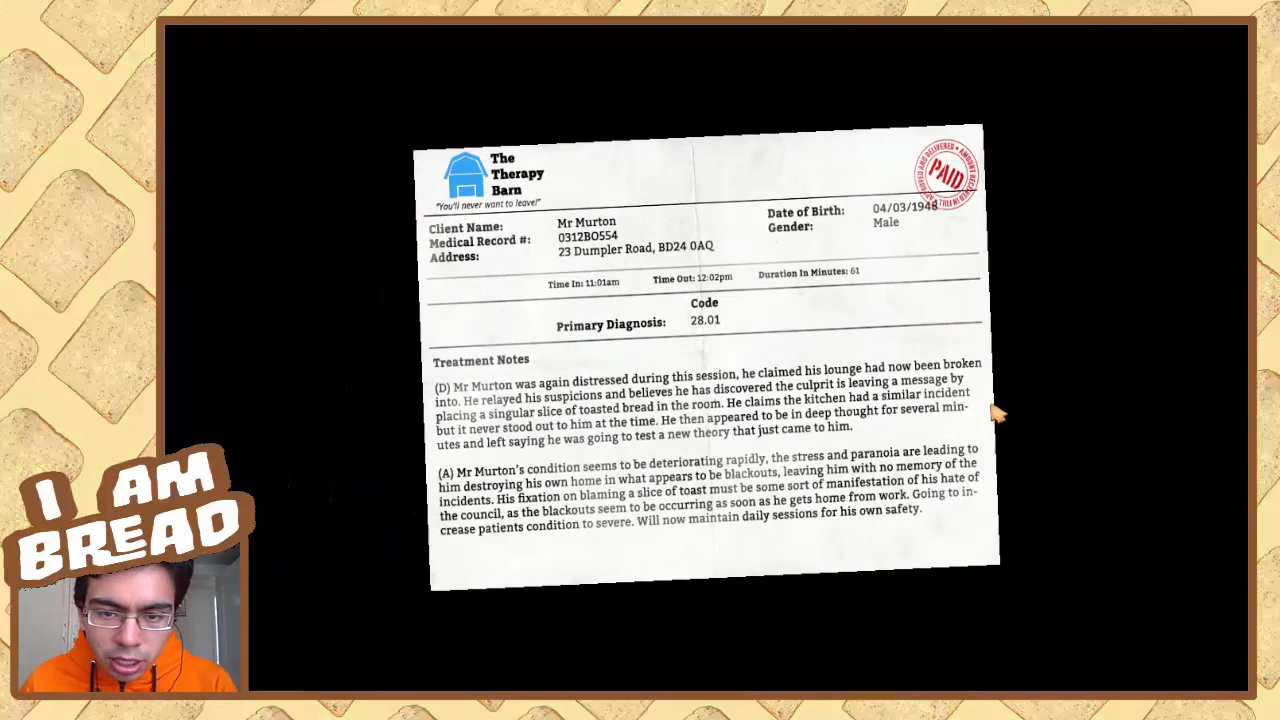 The
Therapy
Barn
"You'll never want to leave!"
PAID
Client Name: Mr Murton
Medical Record #: 0312BO554
Address: 23 Dumpler Road, BD24 0AQ
Date of Birth: 04/03/1948
Gender: Male
Time In: 11:01am Time Out: 12:02pm Duration In Minutes: 61
Code
Primary Diagnosis: 28.01
Treatment Notes
(D) Mr Murton was again distressed during this session, he claimed his lounge had now been broken
into. He relayed his suspicions and believes he has discovered the culprit is leaving a message by
placing a singular slice of toasted bread in the room. He claims the kitchen had a similar incident
but it never stood out to him at the time. He then appeared to be in deep thought for several min-
utes and left saying he was going to test a new theory that just came to him.
(A) Mr Murton's condition seems to be deteriorating rapidly, the stress and paranoia are leading to
him destroying his own home in what appears to be blackouts, leaving him with no memory of the
incidents. His fixation on blaming a slice of toast must be some sort of manifestation of his hate of
the council, as the blackouts seem to be occurring as soon as he gets home from work. Going to in-
crease patients condition to severe. Will now maintain daily sessions for his own safety.
I AM
BREAD